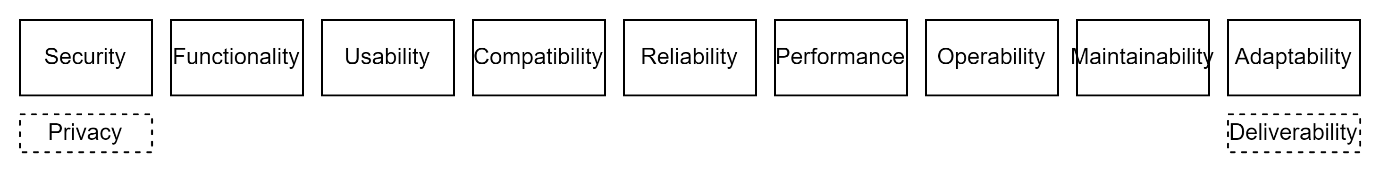 Security
Functionality
Usability
Compatibility
Reliability
Performance
Operability
Maintainability
Adaptability
Privacy
Deliverability